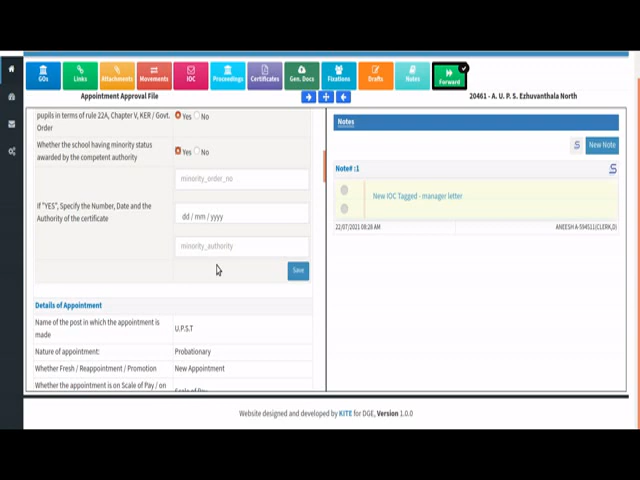 GOs
Links
Attachments
Movements
IOC
Proceedings
Certificates
Gen. Docs
Fixations
Drafts
Notes
Forward
Appointment Approval File
20461 - A. U. P. S. Ezhuvanthala North
pupils in terms of rule 22A, Chapter V, KER / Govt.
Order
Yes No
Whether the school having minority status
awarded by the competent authority
Yes No
If "YES", Specify the Number, Date and the
Authority of the certificate
minority_order_no
dd / mm / yyyy
minority_authority
Save
Details of Appointment
Name of the post in which the appointment is
made
U.P.S.T
Nature of appointment:
Probationary
Whether Fresh / Reappointment / Promotion
New Appointment
Whether the appointment is on Scale of Pay / on
Scale of Pay
Notes
New Note
Note# :1
New IOC Tagged - manager letter
22/07/2021 08:28 AM
ANEESH A-594511(CLERK,D)
Website designed and developed by KITE for DGE, Version 1.0.0